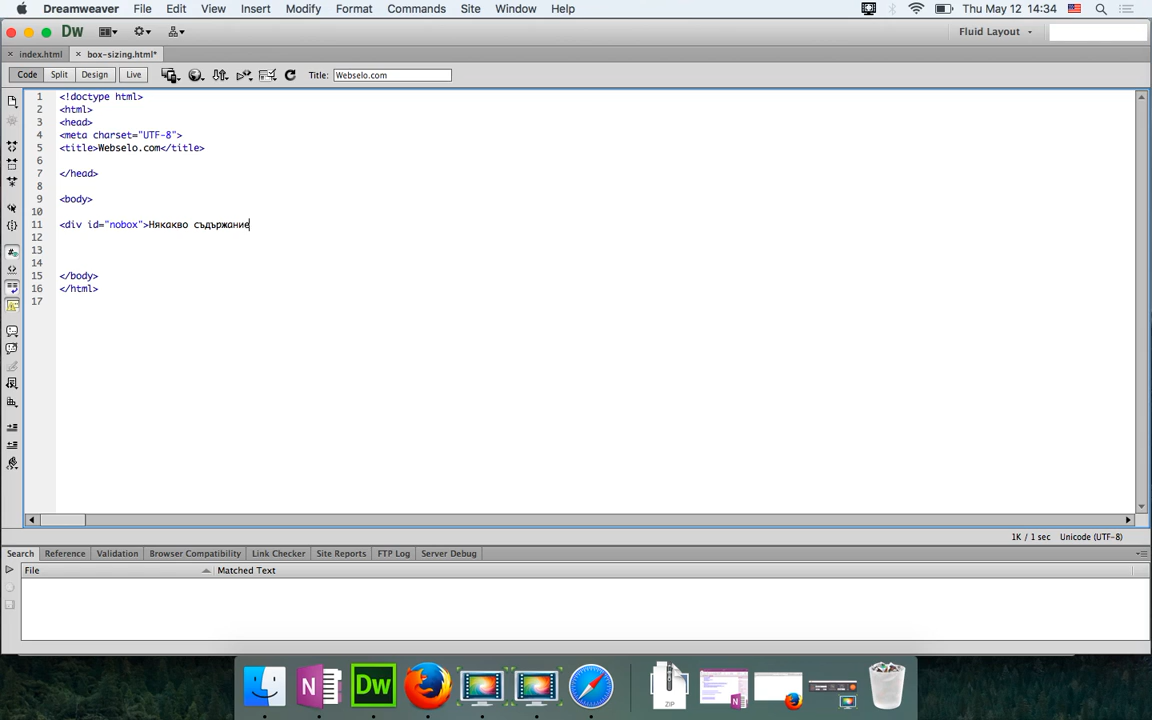 Dreamweaver File Edit View Insert Modify Format Commands Site Window Help Thu May 12 14:34
Dw Fluid Layout
index.html box-sizing.html*
Code Split Design Live Title: Webselo.com
1 <!doctype html>
2 <html>
3 <head>
4 <meta charset="UTF-8">
5 <title>Webselo.com</title>
6
7 </head>
8
9 <body>
10
11 <div id="nobox">Някакво съдържание
12
13
14
15 </body>
16 </html>
17
1K / 1 sec Unicode (UTF-8)
Search Reference Validation Browser Compatibility Link Checker Site Reports FTP Log Server Debug
File Matched Text
N Dw ZIP